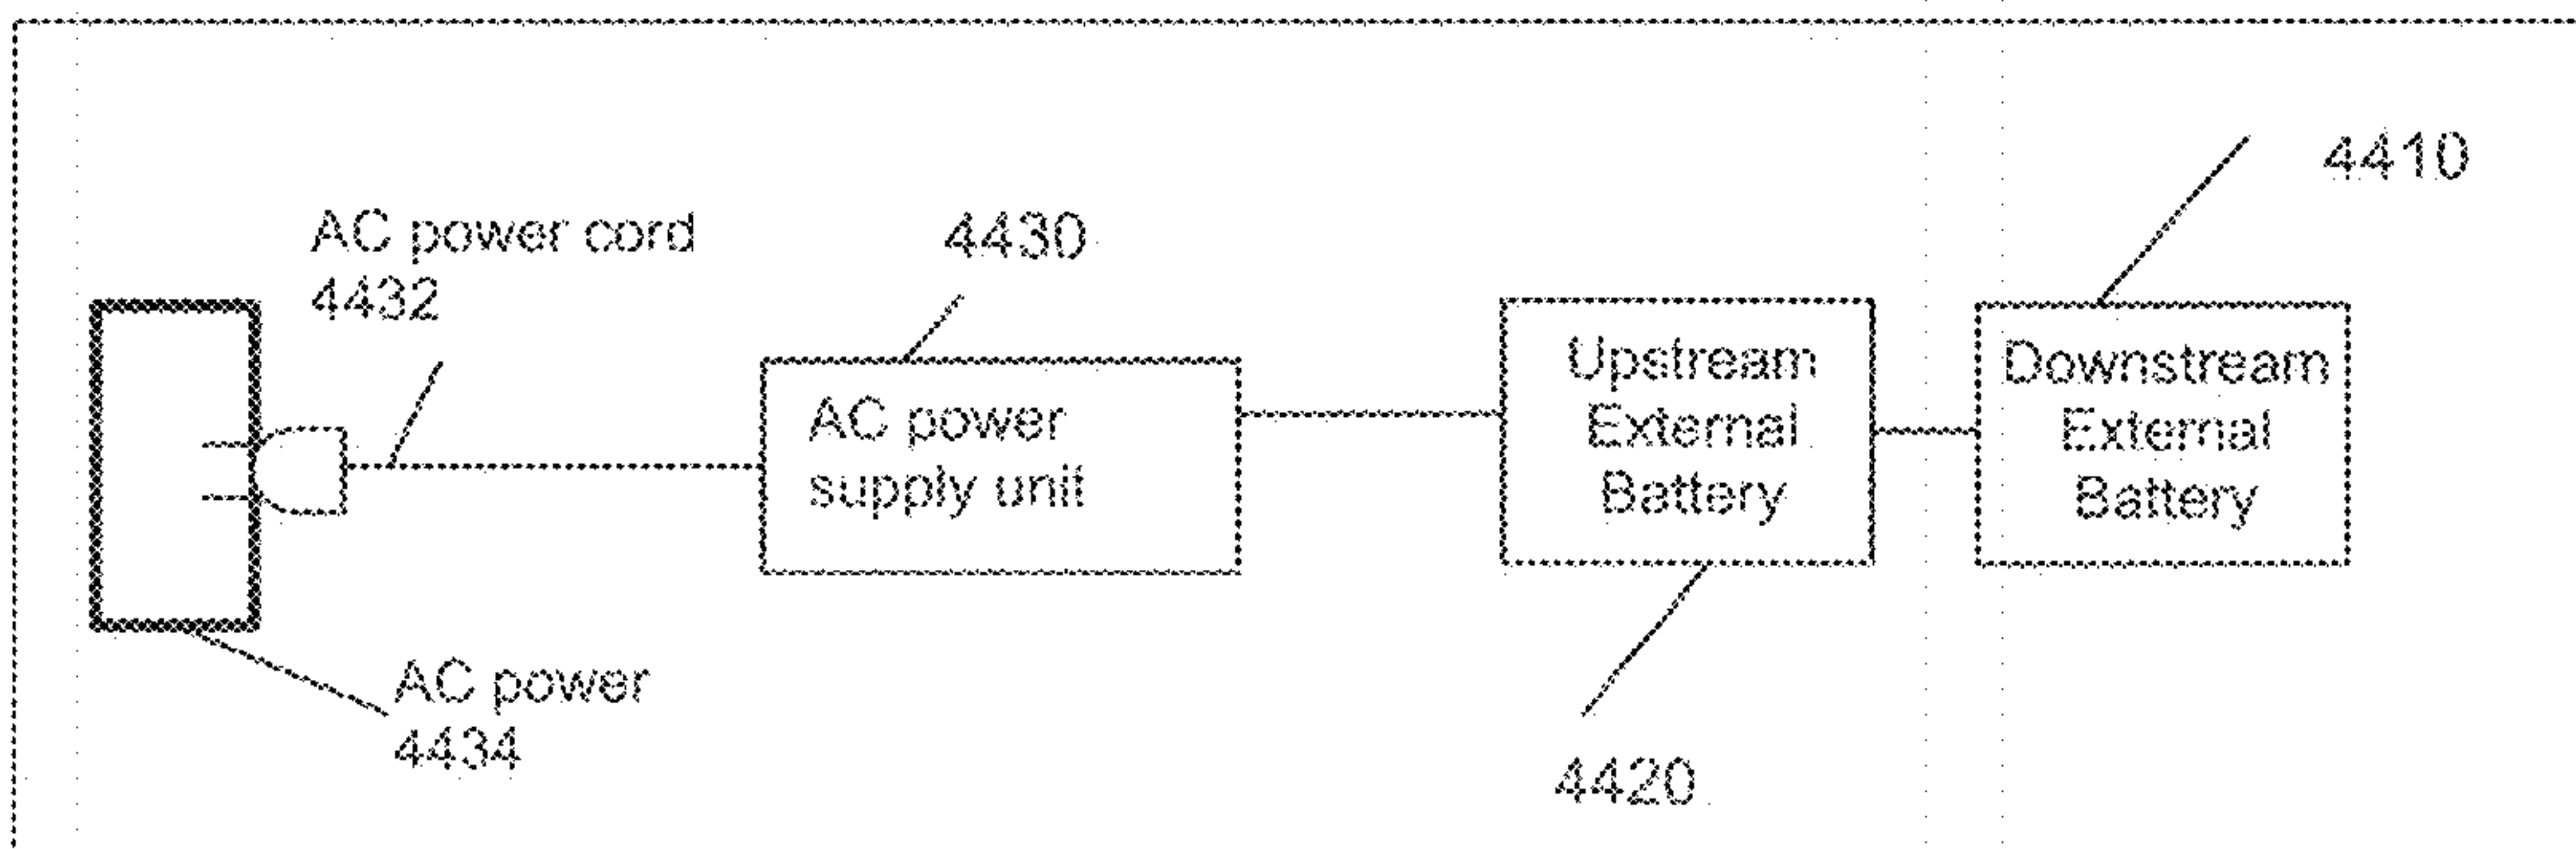 4410
AC power cord
4432
4430
AC power
supply unit
Upstream
External
Battery
Downstream
External
Battery
AC power
4434
4420